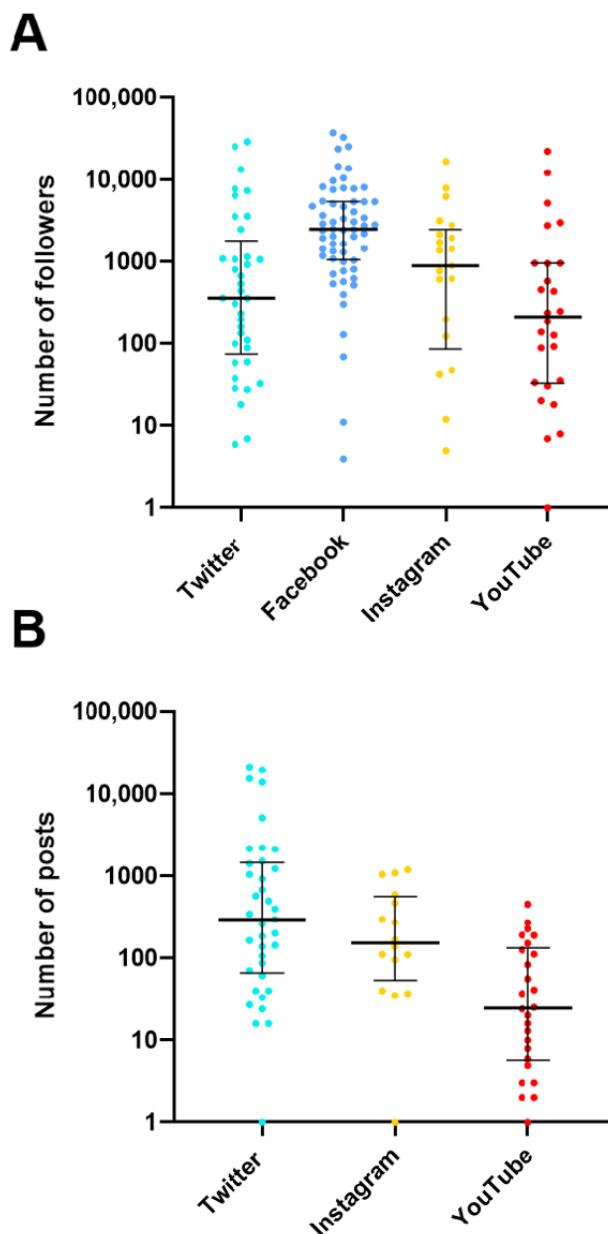 A
Number of followers
100,000
10,000
1000
100
10
1
Twitter
Facebook
Instagram
YouTube
B
Number of posts
100,000
10,000
1000
100
10
1
Twitter
Instagram
YouTube